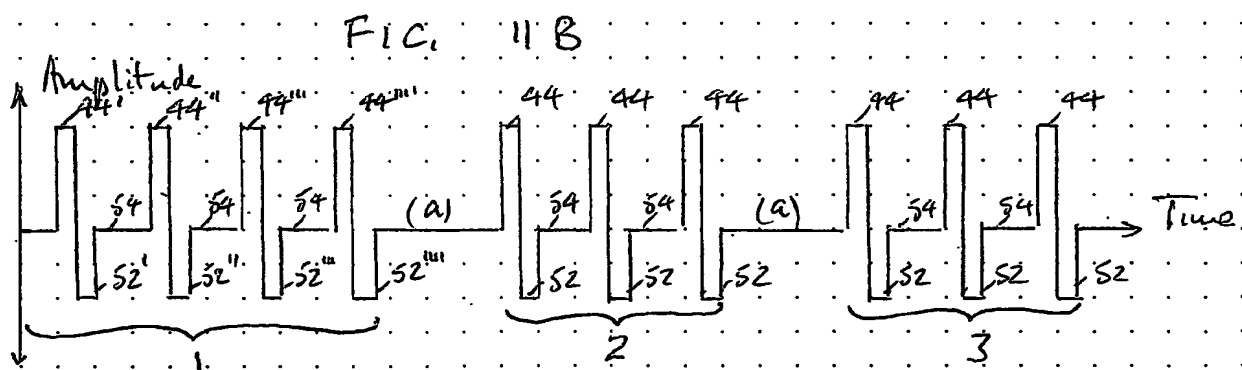 FIG. 11B
Amplitude
44' 44" 44''' 44'''' 44 44 44 44 44 44
54 54 54 (a) 54 54 (a) 54 54 Time
52' 52" 52''' 52'''' 52 52 52 52 52 52
1 2 3